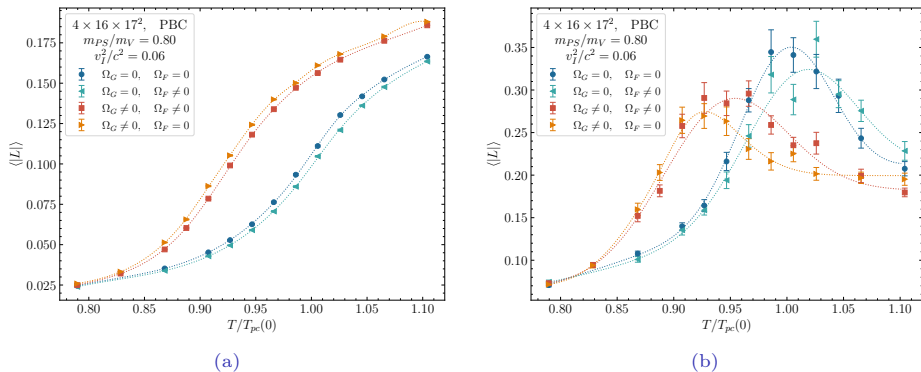 4 × 16 × 17², PBC
m_PS/m_V = 0.80
v_I²/c² = 0.06
Ω_G = 0, Ω_F = 0
Ω_G = 0, Ω_F ≠ 0
Ω_G ≠ 0, Ω_F ≠ 0
Ω_G ≠ 0, Ω_F = 0
⟨|L|⟩
0.175
0.150
0.125
0.100
0.075
0.050
0.025
0.80 0.85 0.90 0.95 1.00 1.05 1.10
T/T_pc(0)
(a)
4 × 16 × 17², PBC
m_PS/m_V = 0.80
v_I²/c² = 0.06
Ω_G = 0, Ω_F = 0
Ω_G = 0, Ω_F ≠ 0
Ω_G ≠ 0, Ω_F ≠ 0
Ω_G ≠ 0, Ω_F = 0
⟨|L|⟩
0.35
0.30
0.25
0.20
0.15
0.10
0.80 0.85 0.90 0.95 1.00 1.05 1.10
T/T_pc(0)
(b)